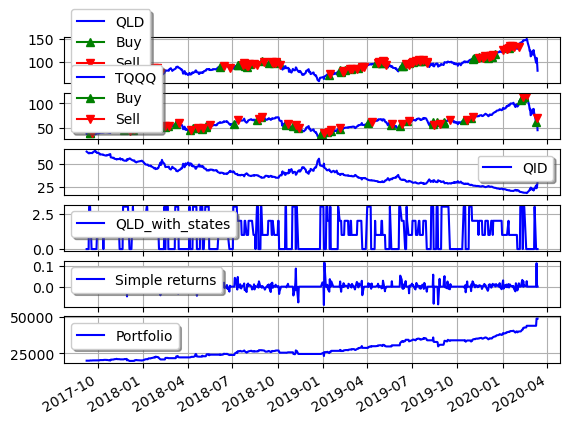 QLD
Buy
Sell
150
100
TQQQ
Buy
Sell
100
50
50
25
QID
2.5
0.0
QLD_with_states
0.1
0.0
Simple returns
50000
25000
Portfolio
2017-10
2018-01
2018-04
2018-07
2018-10
2019-01
2019-04
2019-07
2019-10
2020-01
2020-04